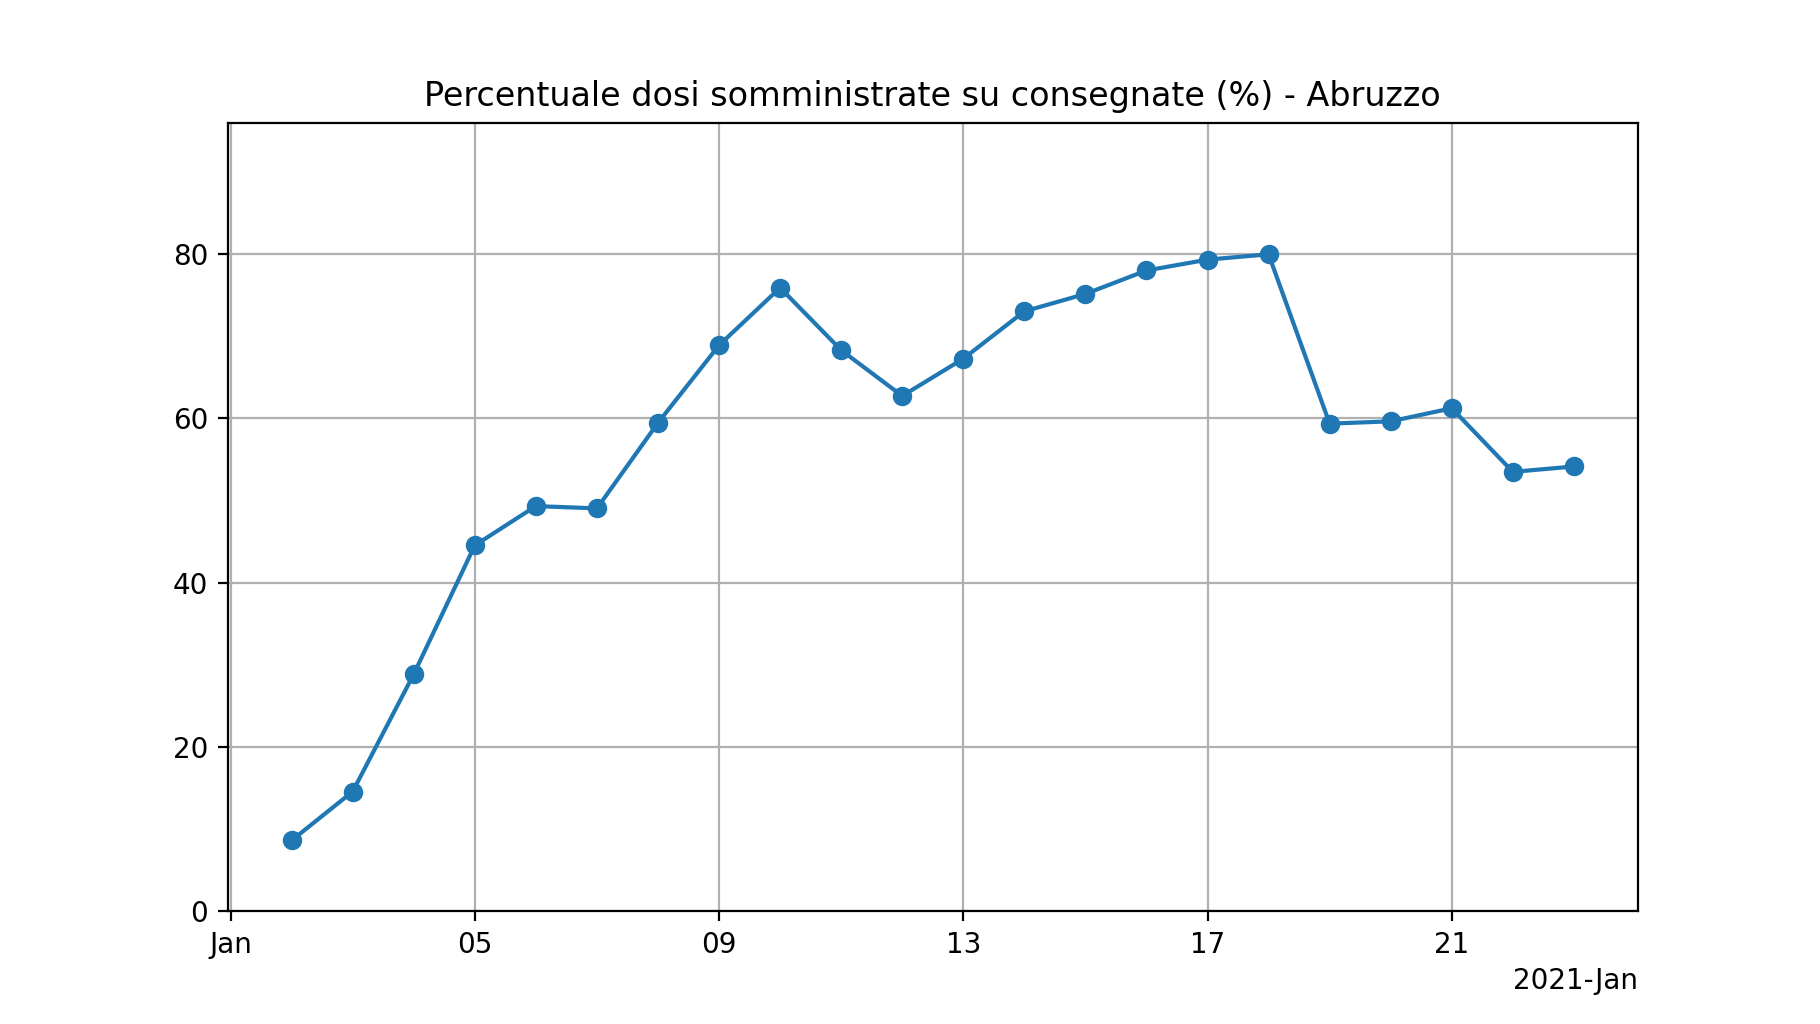 Percentuale dosi somministrate su consegnate (%) - Abruzzo
80
60
40
20
0
Jan 05 09 13 17 21
2021-Jan